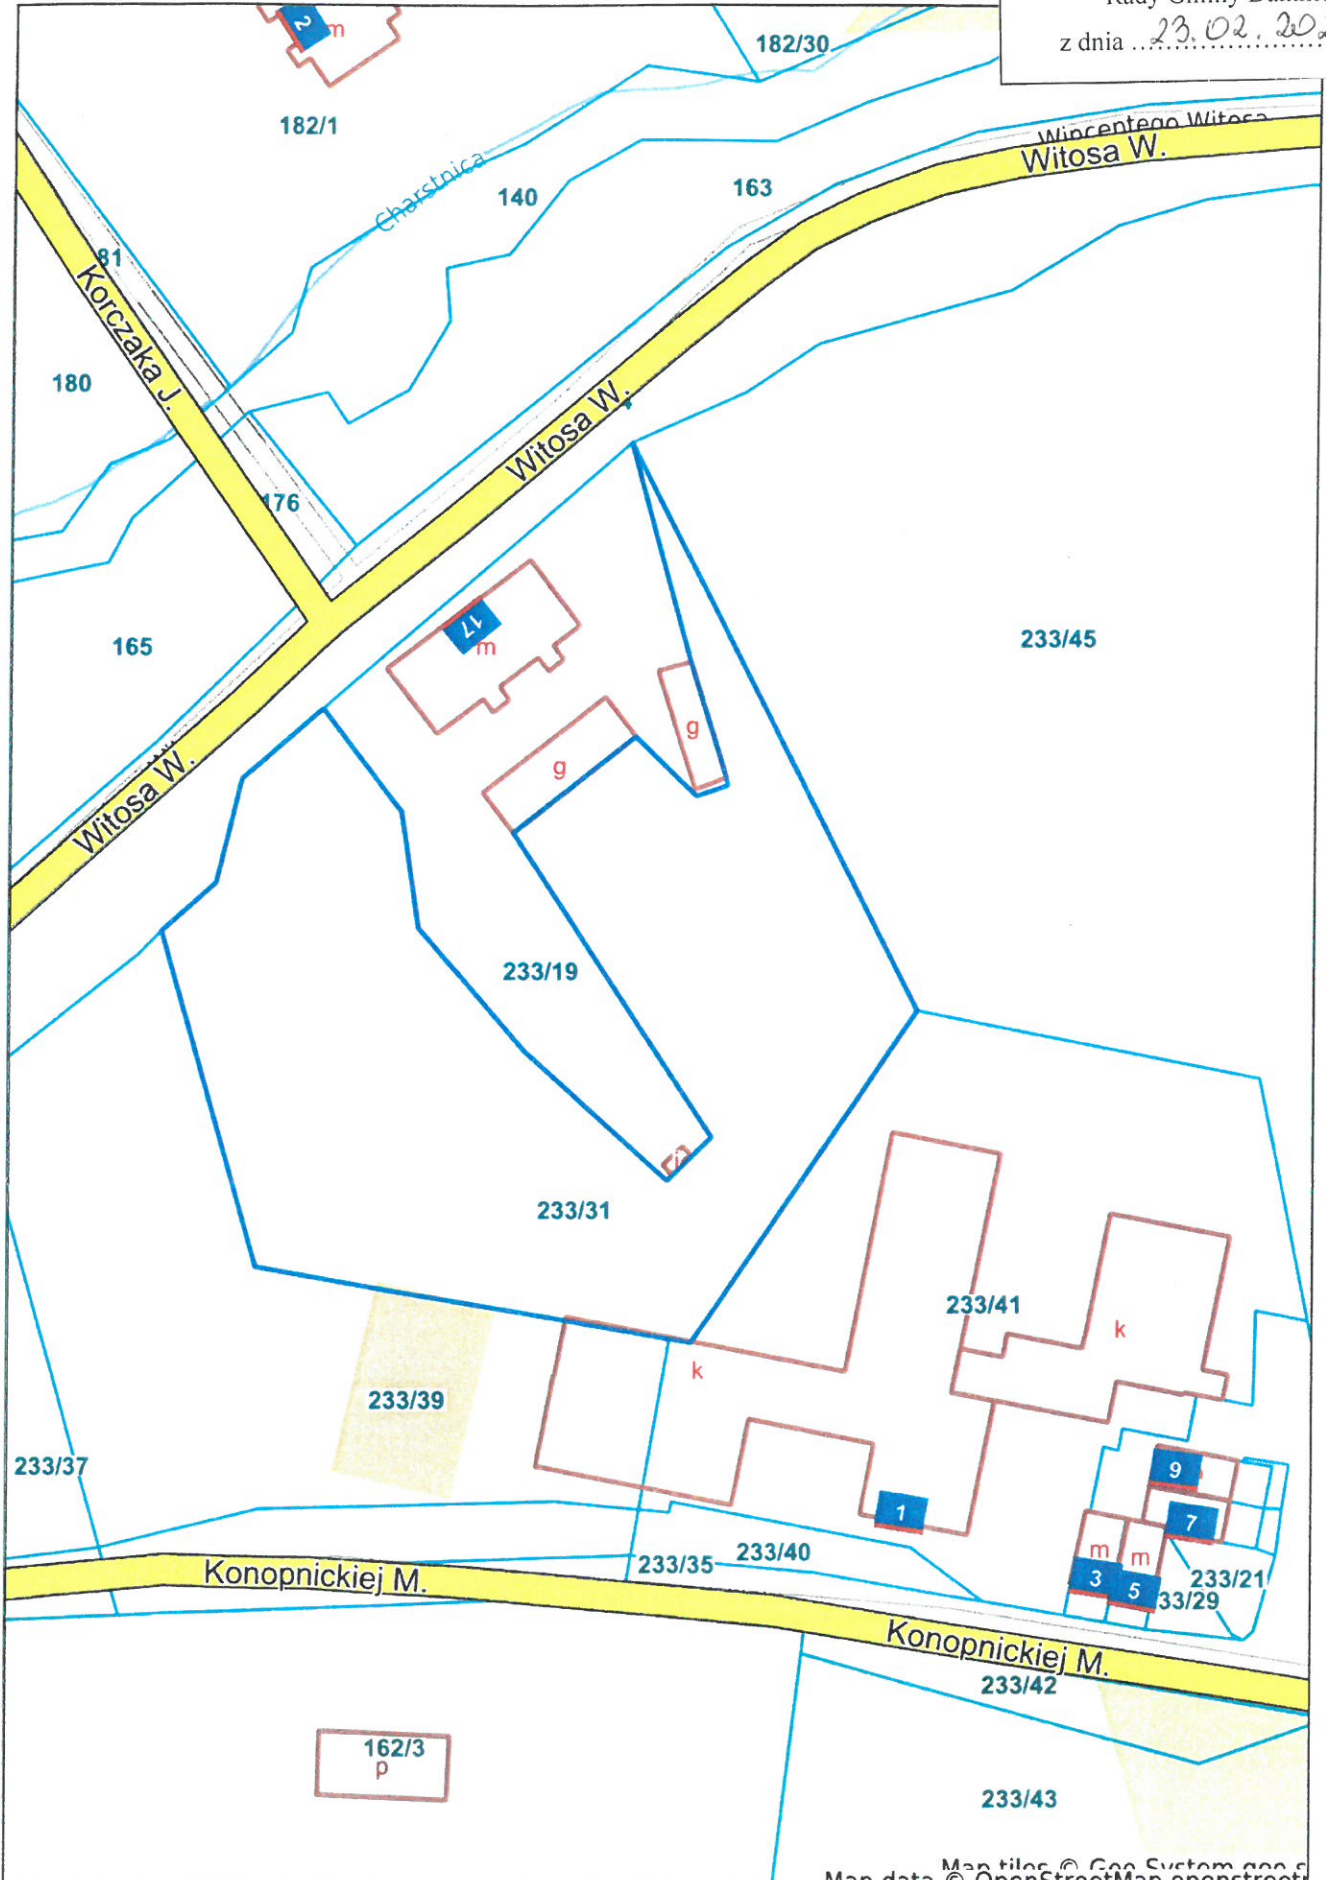 z dnia 23.02.202
2
m
182/30
182/1
Wincentego Witosa
Witosa W.
Charstnica
140
163
81
Korczaka J.
180
Witosa W.
176
17
m
165
233/45
g
g
Witosa W.
233/19
i
233/31
233/41
k
k
233/39
233/37
9
1
7
233/40
233/35
m
m
3
5
233/21
33/29
Konopnickiej M.
Konopnickiej M.
233/42
162/3
p
233/43
Map tiles © Geo System
Map data © OpenStreetMap